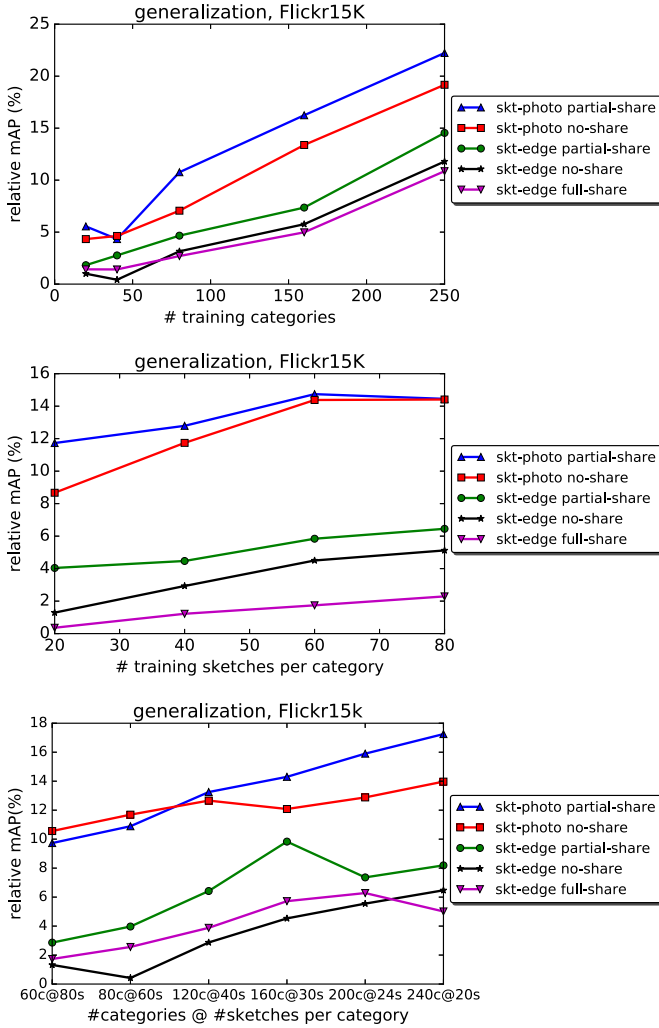 generalization, Flickr15K
25
20
15
10
5
0
relative mAP (%)
0 50 100 150 200 250
# training categories
skt-photo partial-share
skt-photo no-share
skt-edge partial-share
skt-edge no-share
skt-edge full-share
generalization, Flickr15K
16
14
12
10
8
6
4
2
0
relative mAP (%)
20 30 40 50 60 70 80
# training sketches per category
skt-photo partial-share
skt-photo no-share
skt-edge partial-share
skt-edge no-share
skt-edge full-share
generalization, Flickr15k
18
16
14
12
10
8
6
4
2
0
relative mAP(%)
60c@80s 80c@60s 120c@40s 160c@30s 200c@24s 240c@20s
#categories @ #sketches per category
skt-photo partial-share
skt-photo no-share
skt-edge partial-share
skt-edge no-share
skt-edge full-share